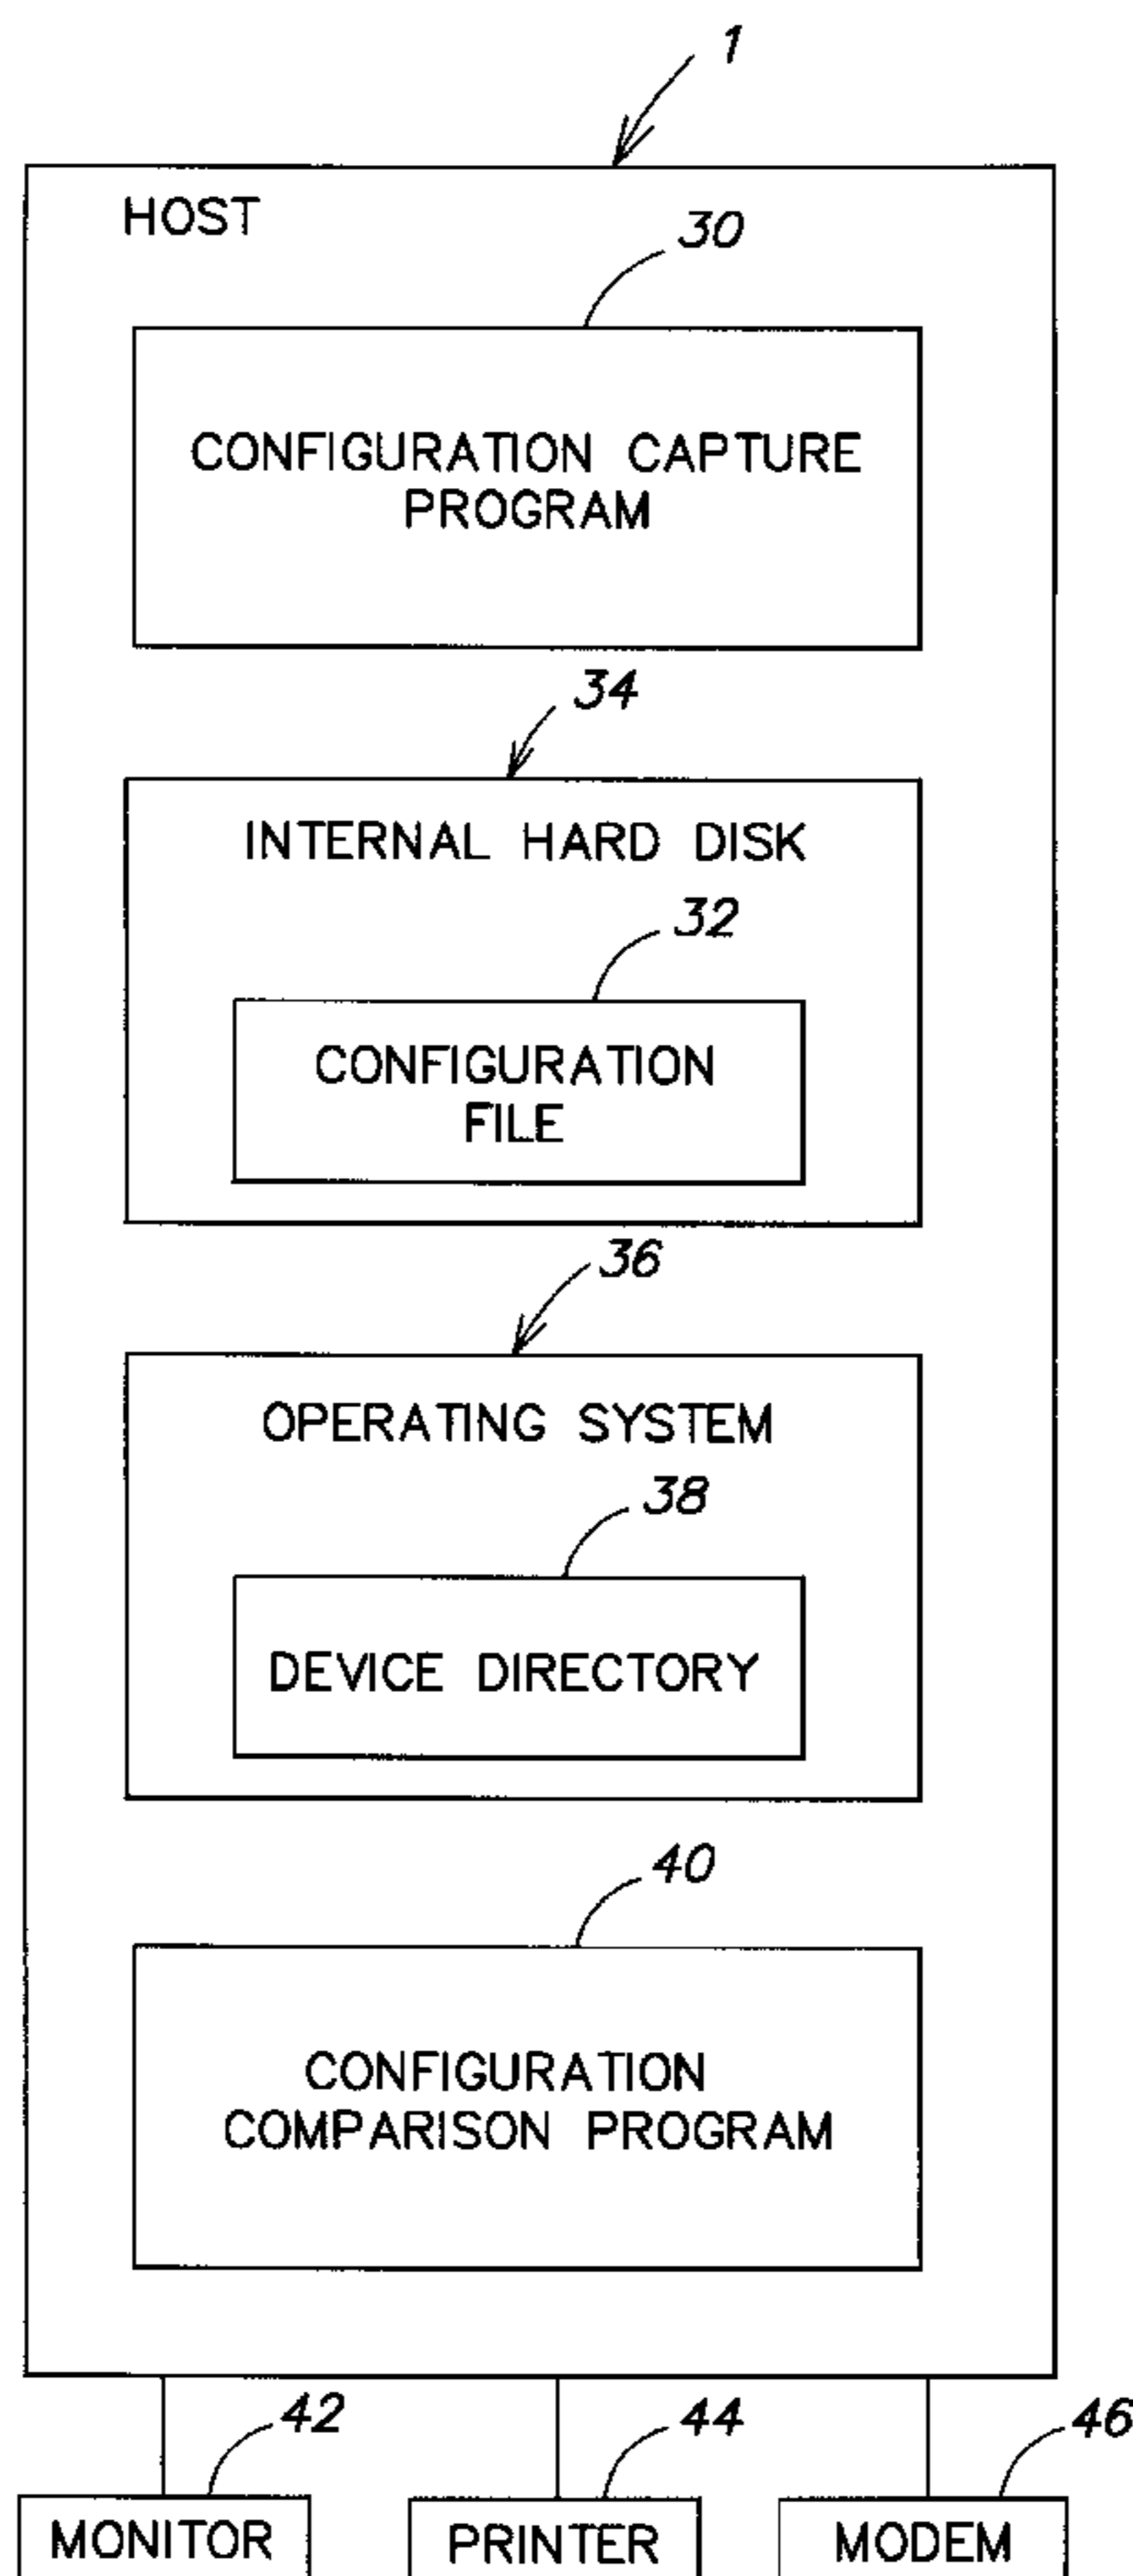 1
HOST
30
CONFIGURATION CAPTURE
PROGRAM
34
INTERNAL HARD DISK
32
CONFIGURATION
FILE
36
OPERATING SYSTEM
38
DEVICE DIRECTORY
40
CONFIGURATION
COMPARISON PROGRAM
42
44
46
MONITOR
PRINTER
MODEM